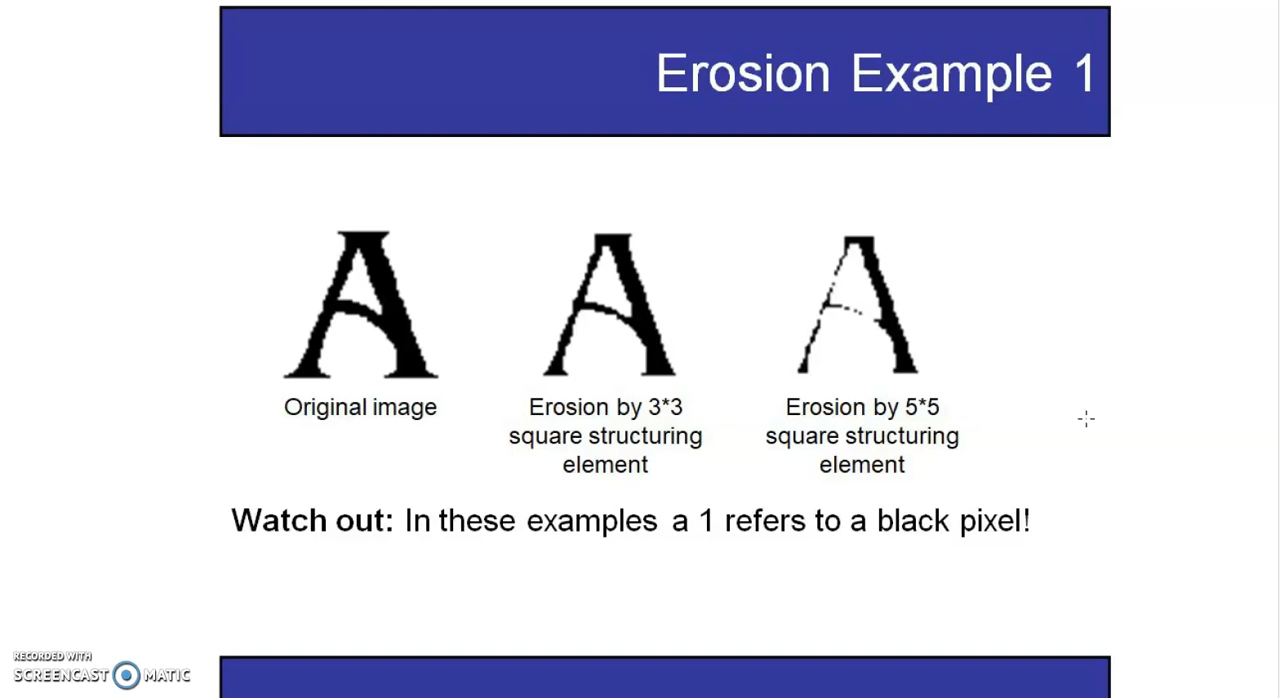 Erosion Example 1
A A A
Original image
Erosion by 3*3
square structuring
element
Erosion by 5*5
square structuring
element
Watch out: In these examples a 1 refers to a black pixel!
RECORDED WITH
SCREENCAST MATIC